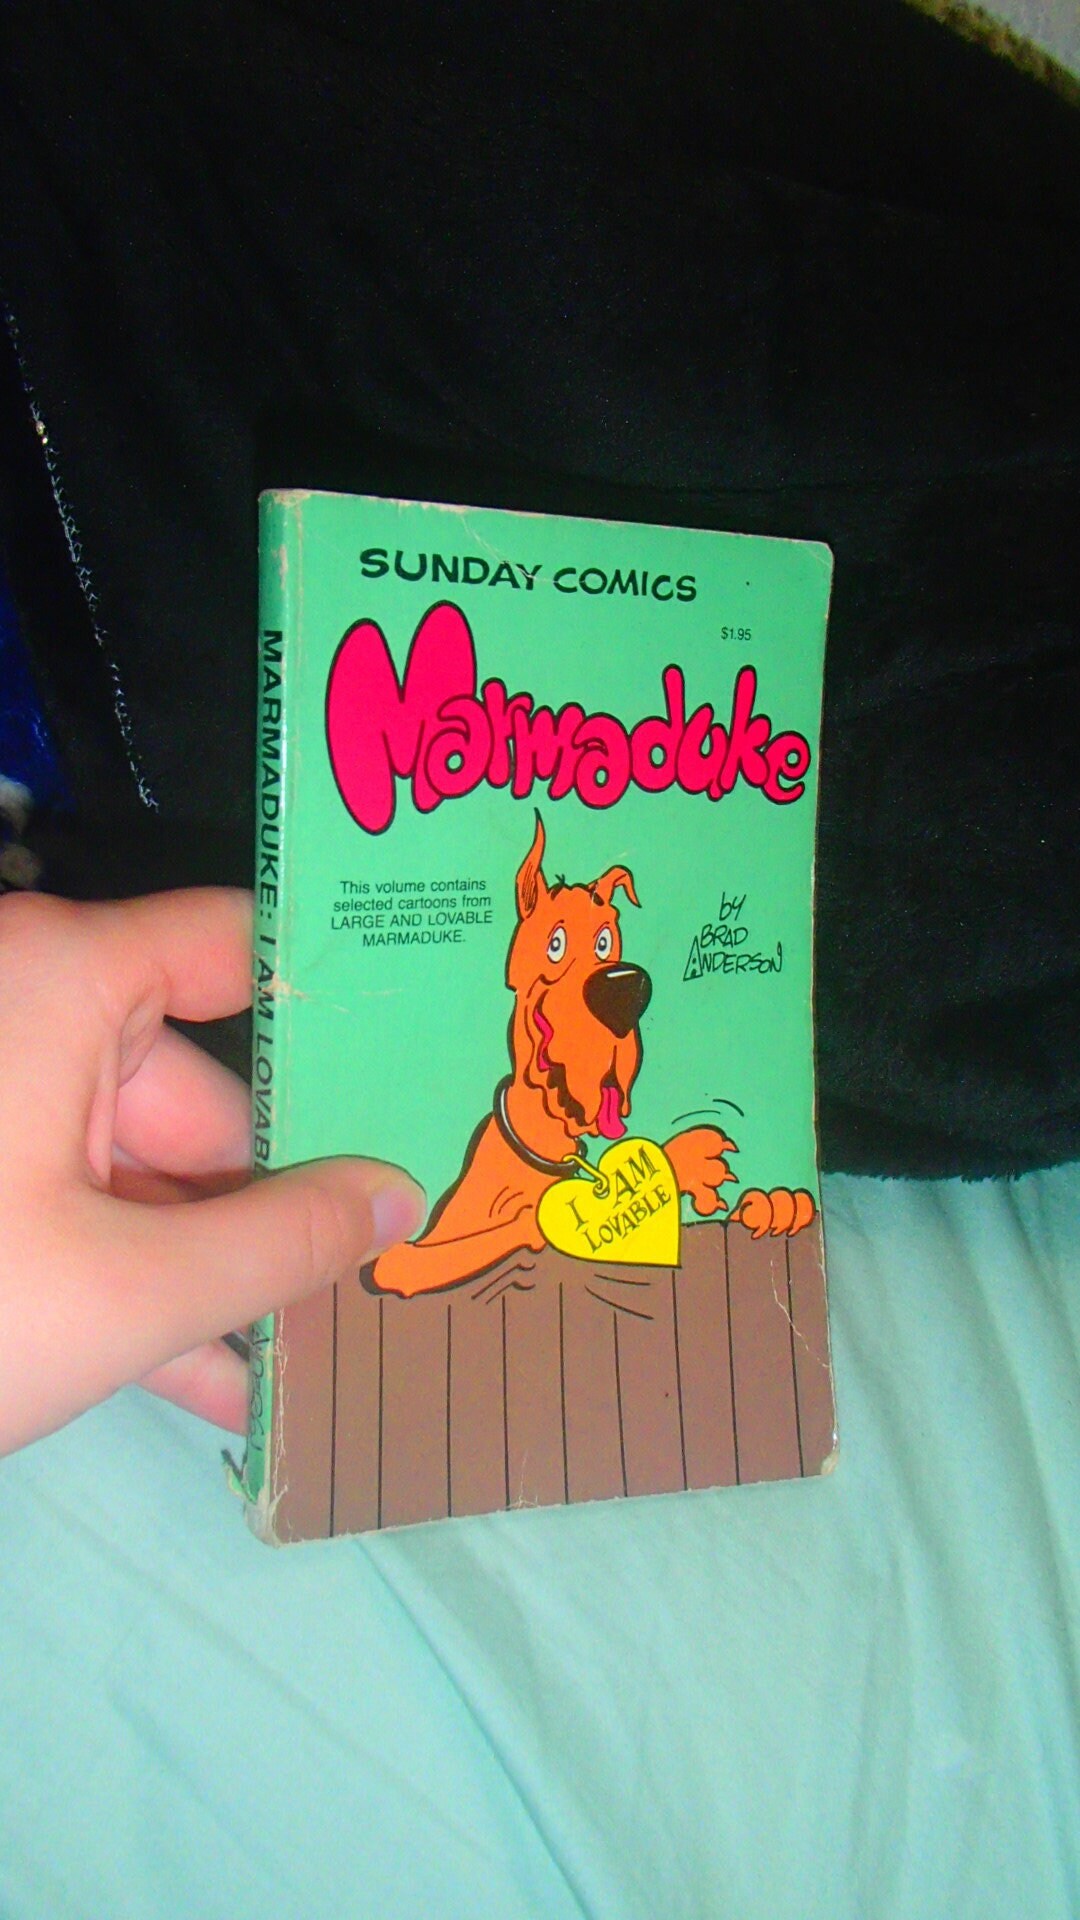 SUNDAY COMICS
$1.95
Marmaduke
This volume contains
selected cartoons from
LARGE AND LOVABLE
MARMADUKE.
by
BRAD
ANDERSON
I AM
LOVABLE
MARMADUKE: I AM LOVABL